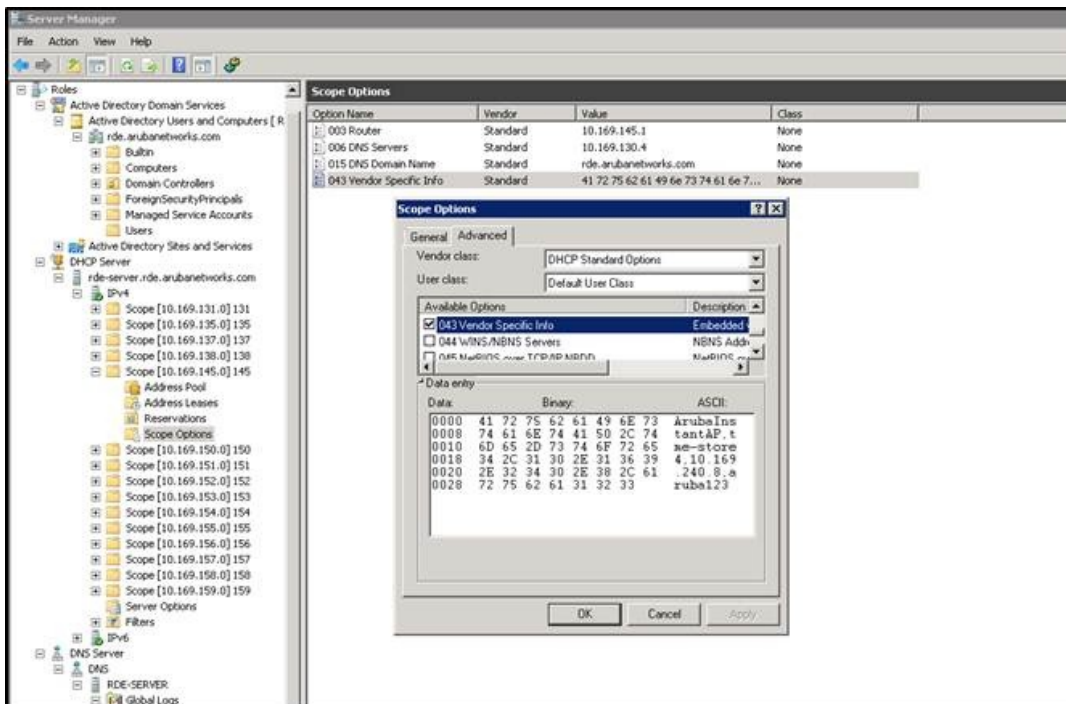 Server Manager
File Action View Help
Roles
Active Directory Domain Services
Active Directory Users and Computers [ R
rde.arubanetworks.com
Builtin
Computers
Domain Controllers
ForeignSecurityPrincipals
Managed Service Accounts
Users
Active Directory Sites and Services
DHCP Server
rde-server.rde.arubanetworks.com
IPv4
Scope [10.169.131.0] 131
Scope [10.169.135.0] 135
Scope [10.169.137.0] 137
Scope [10.169.138.0] 138
Scope [10.169.145.0] 145
Address Pool
Address Leases
Reservations
Scope Options
Scope [10.169.150.0] 150
Scope [10.169.151.0] 151
Scope [10.169.152.0] 152
Scope [10.169.153.0] 153
Scope [10.169.154.0] 154
Scope [10.169.155.0] 155
Scope [10.169.156.0] 156
Scope [10.169.157.0] 157
Scope [10.169.158.0] 158
Scope [10.169.159.0] 159
Server Options
Filters
IPv6
DNS Server
DNS
RDE-SERVER
Global Logs
Scope Options
Option Name Vendor Value Class
003 Router Standard 10.169.145.1 None
006 DNS Servers Standard 10.169.130.4 None
015 DNS Domain Name Standard rde.arubanetworks.com None
043 Vendor Specific Info Standard 41 72 75 62 61 49 6e 73 74 61 6e 7... None
Scope Options
General Advanced
Vendor class: DHCP Standard Options
User class: Default User Class
Available Options Description
043 Vendor Specific Info Embedded
044 WINS/NBNS Servers NBNS Addr
045 NetBIOS over TCP/IP NBDD NetBIOS
Data entry
Data: Binary: ASCII:
0000 41 72 75 62 61 49 6E 73 ArubaIns
0008 74 61 6E 74 41 50 2C 74 tantAP,t
0010 6D 65 2D 73 74 6F 72 65 me-store
0018 34 2C 31 30 2E 31 36 39 4,10.169
0020 2E 32 34 30 2E 38 2C 61 .240.8,a
0028 72 75 62 61 31 32 33 ruba123
OK Cancel Apply